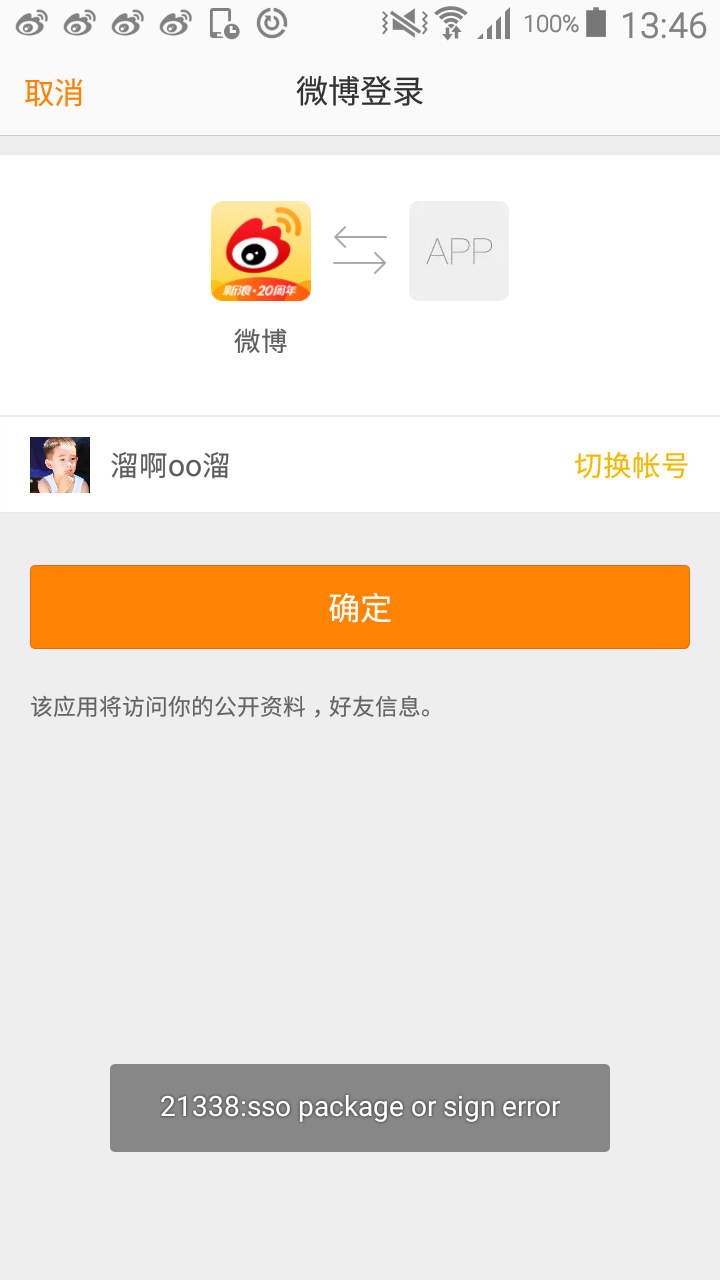 100% 13:46
取消 微博登录
新浪·20周年
APP
微博
溜啊oo溜 切换帐号
确定
该应用将访问你的公开资料，好友信息。
21338:sso package or sign error